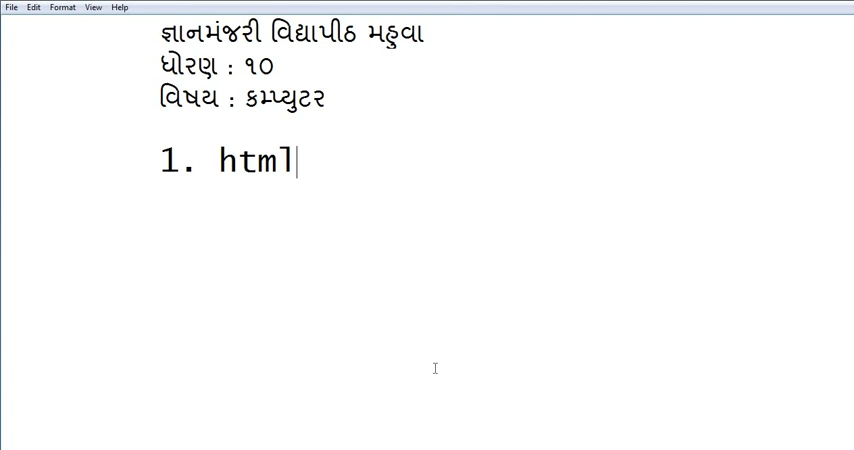 File Edit Format View Help
જ્ઞાનમંજરી વિદ્યાપીઠ મહુવા
ધોરણ : ૧૦
વિષય : કમ્પ્યુટર
1. html